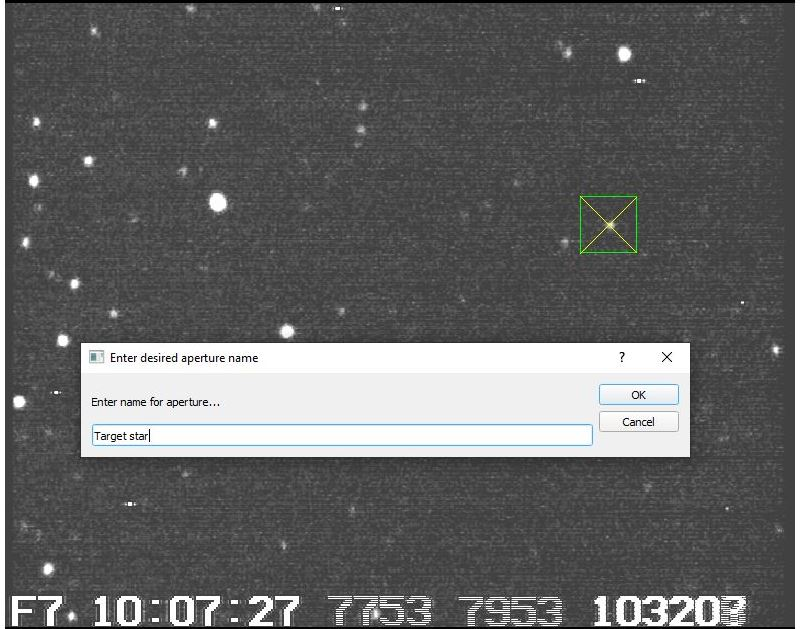 Enter desired aperture name
?
Enter name for aperture...
OK
Cancel
Target star
F7 10:07:27 7753 7953